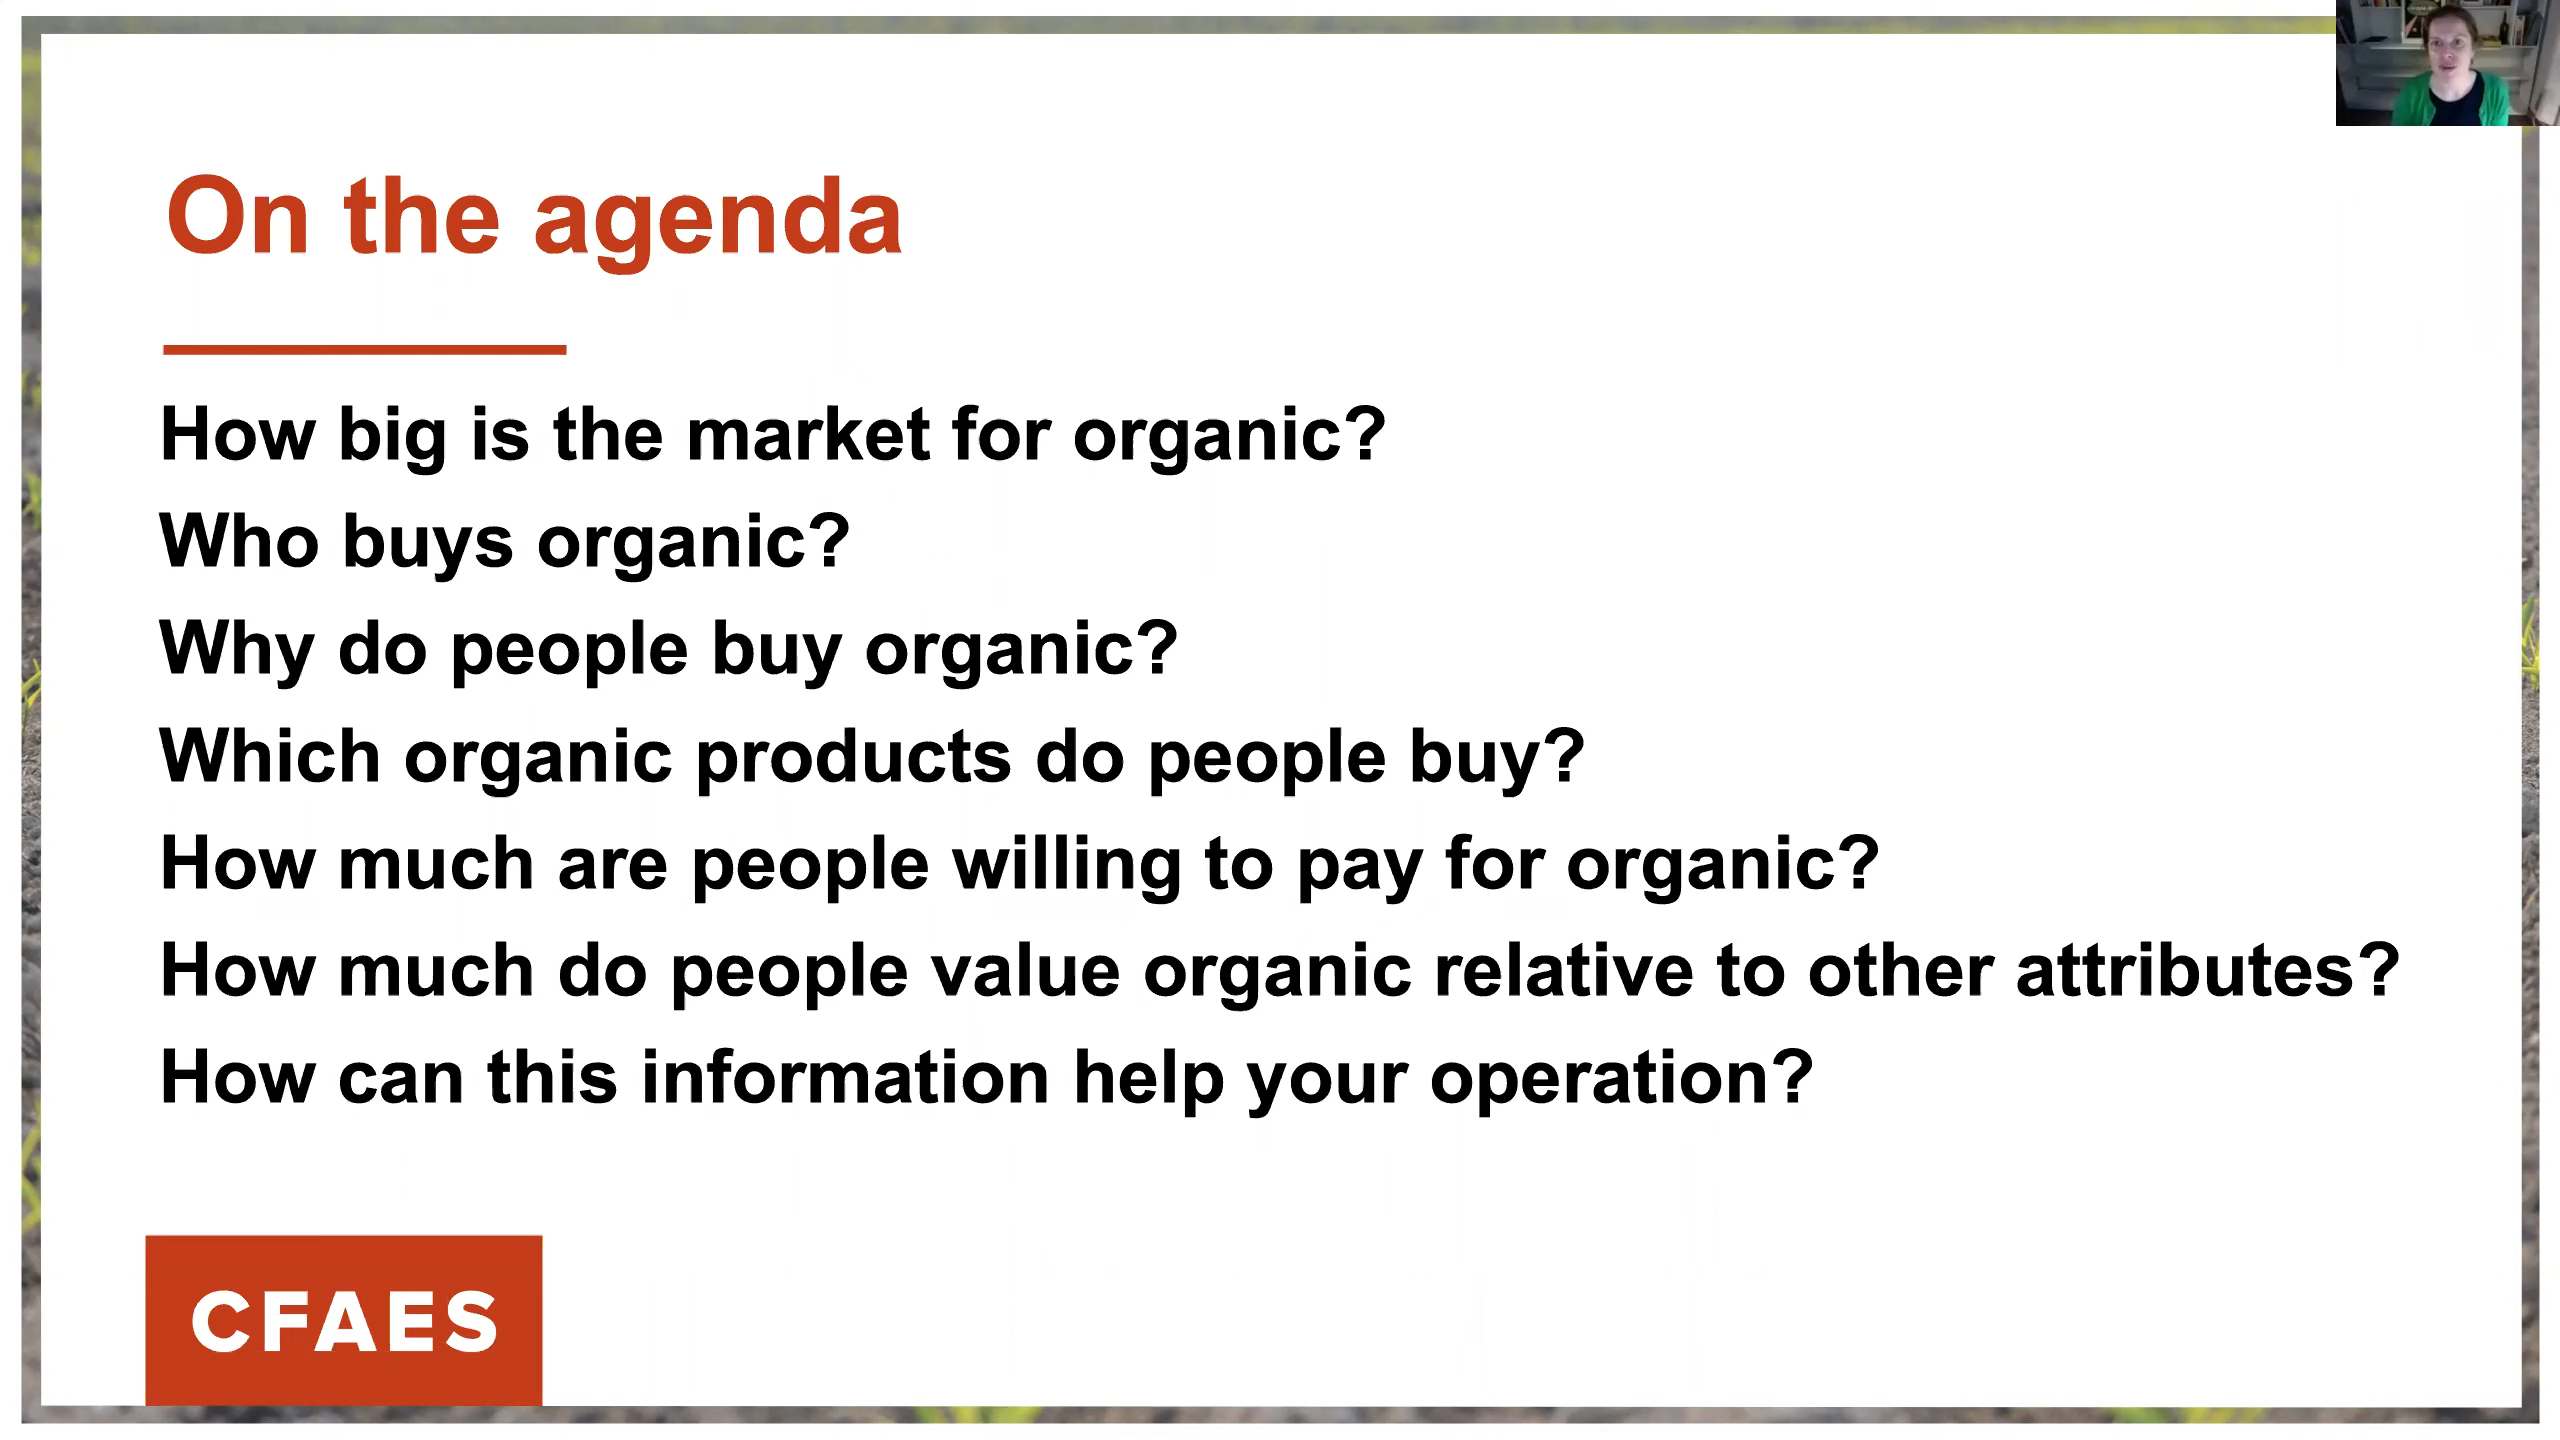 On the agenda
How big is the market for organic?
Who buys organic?
Why do people buy organic?
Which organic products do people buy?
How much are people willing to pay for organic?
How much do people value organic relative to other attributes?
How can this information help your operation?
CFAES